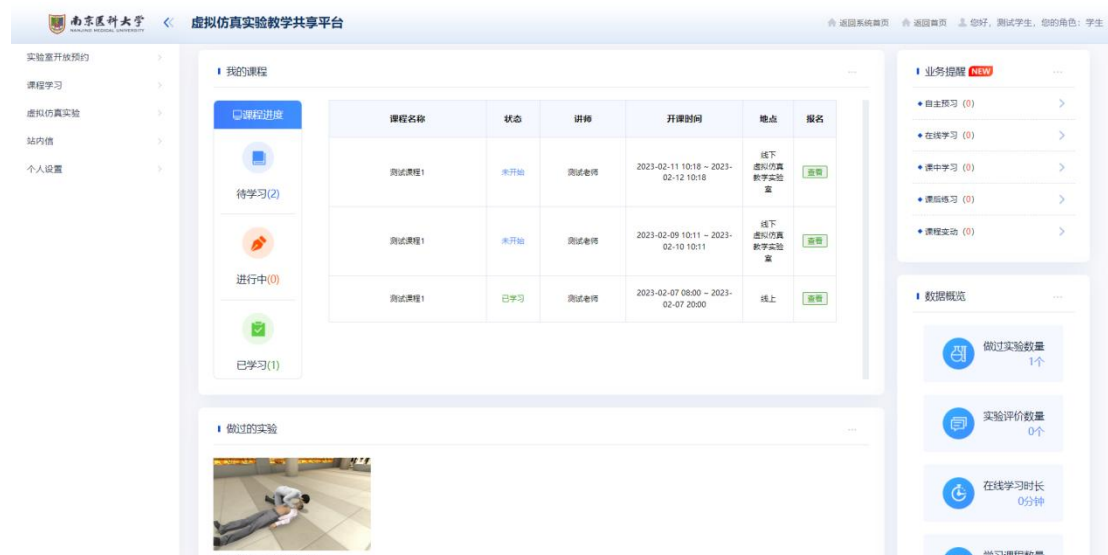 南京医科大学
NANJING MEDICAL UNIVERSITY
虚拟仿真实验教学共享平台
返回系统首页
返回首页
您好，测试学生，您的角色：学生
实验室开放预约
课程学习
虚拟仿真实验
站内信
个人设置
我的课程
课程进度
待学习(2)
进行中(0)
已学习(1)
课程名称 状态 讲师 开课时间 地点 报名
测试课程1 未开始 测试老师 2023-02-11 10:18 ~ 2023-
02-12 10:18
线下
虚拟仿真
教学实验
室
查看
测试课程1 未开始 测试老师 2023-02-09 10:11 ~ 2023-
02-10 10:11
线下
虚拟仿真
教学实验
室
查看
测试课程1 已学习 测试老师 2023-02-07 08:00 ~ 2023-
02-07 20:00
线上
查看
做过的实验
业务提醒 NEW
自主预习 (0)
在线学习 (0)
课中学习 (0)
课后练习 (0)
课程变动 (0)
数据概览
做过实验数量
1个
实验评价数量
0个
在线学习时长
0分钟
学习课程数量